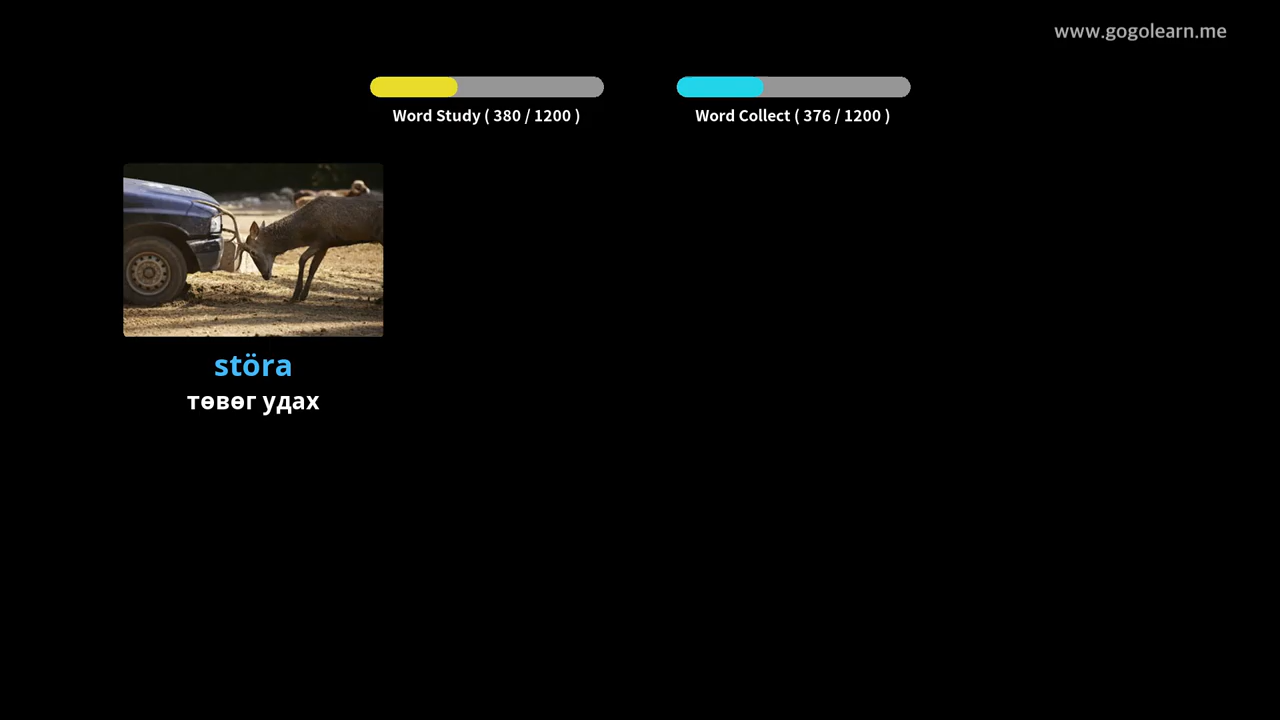 www.gogolearn.me
Word Study ( 380 / 1200 )
Word Collect ( 376 / 1200 )
störa
төвөг удах